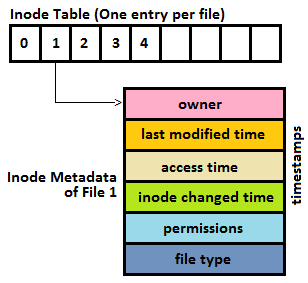 Inode Table (One entry per file)
0 1 2 3 4
owner
last modified time
access time
inode changed time
permissions
file type
Inode Metadata
of File 1
timestamps